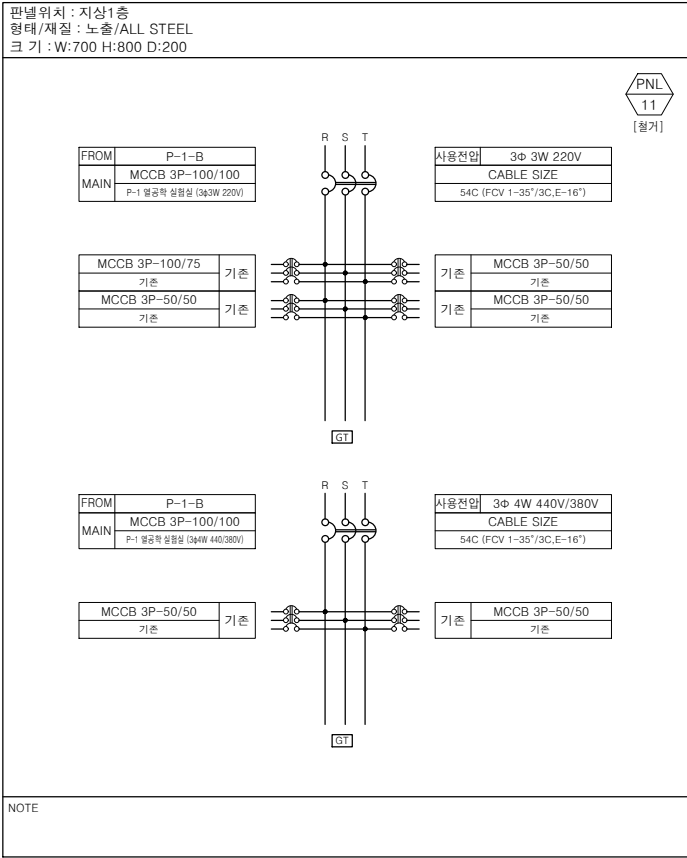 판넬위치 : 지상1층
형태/재질 : 노출/ALL STEEL
크 기 : W:700 H:800 D:200
PNL
11
[철거]
R S T
FROM P-1-B
MAIN MCCB 3P-100/100
P-1 열공학 실험실 (3ϕ3W 220V)
사용전압 3Φ 3W 220V
CABLE SIZE
54C (FCV 1-35°/3C,E-16°)
MCCB 3P-100/75 기존
기존
MCCB 3P-50/50 기존
기존
기존 MCCB 3P-50/50
기존
기존 MCCB 3P-50/50
기존
GT
R S T
FROM P-1-B
MAIN MCCB 3P-100/100
P-1 열공학 실험실 (3ϕ4W 440/380V)
사용전압 3Φ 4W 440V/380V
CABLE SIZE
54C (FCV 1-35°/3C,E-16°)
MCCB 3P-50/50 기존
기존
기존 MCCB 3P-50/50
기존
GT
NOTE